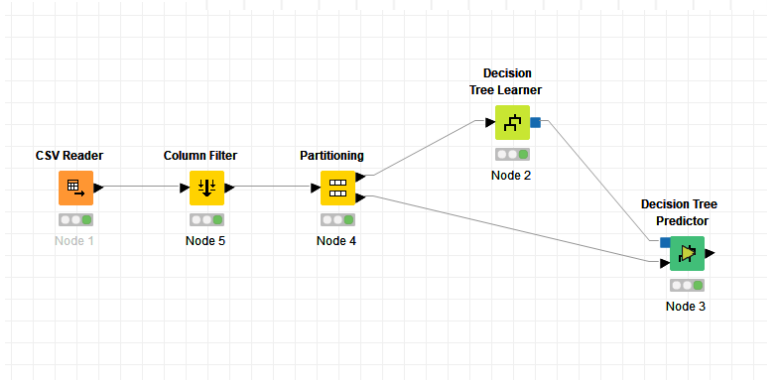 Decision
Tree Learner
Node 2
CSV Reader
Node 1
Column Filter
Node 5
Partitioning
Node 4
Decision Tree
Predictor
Node 3